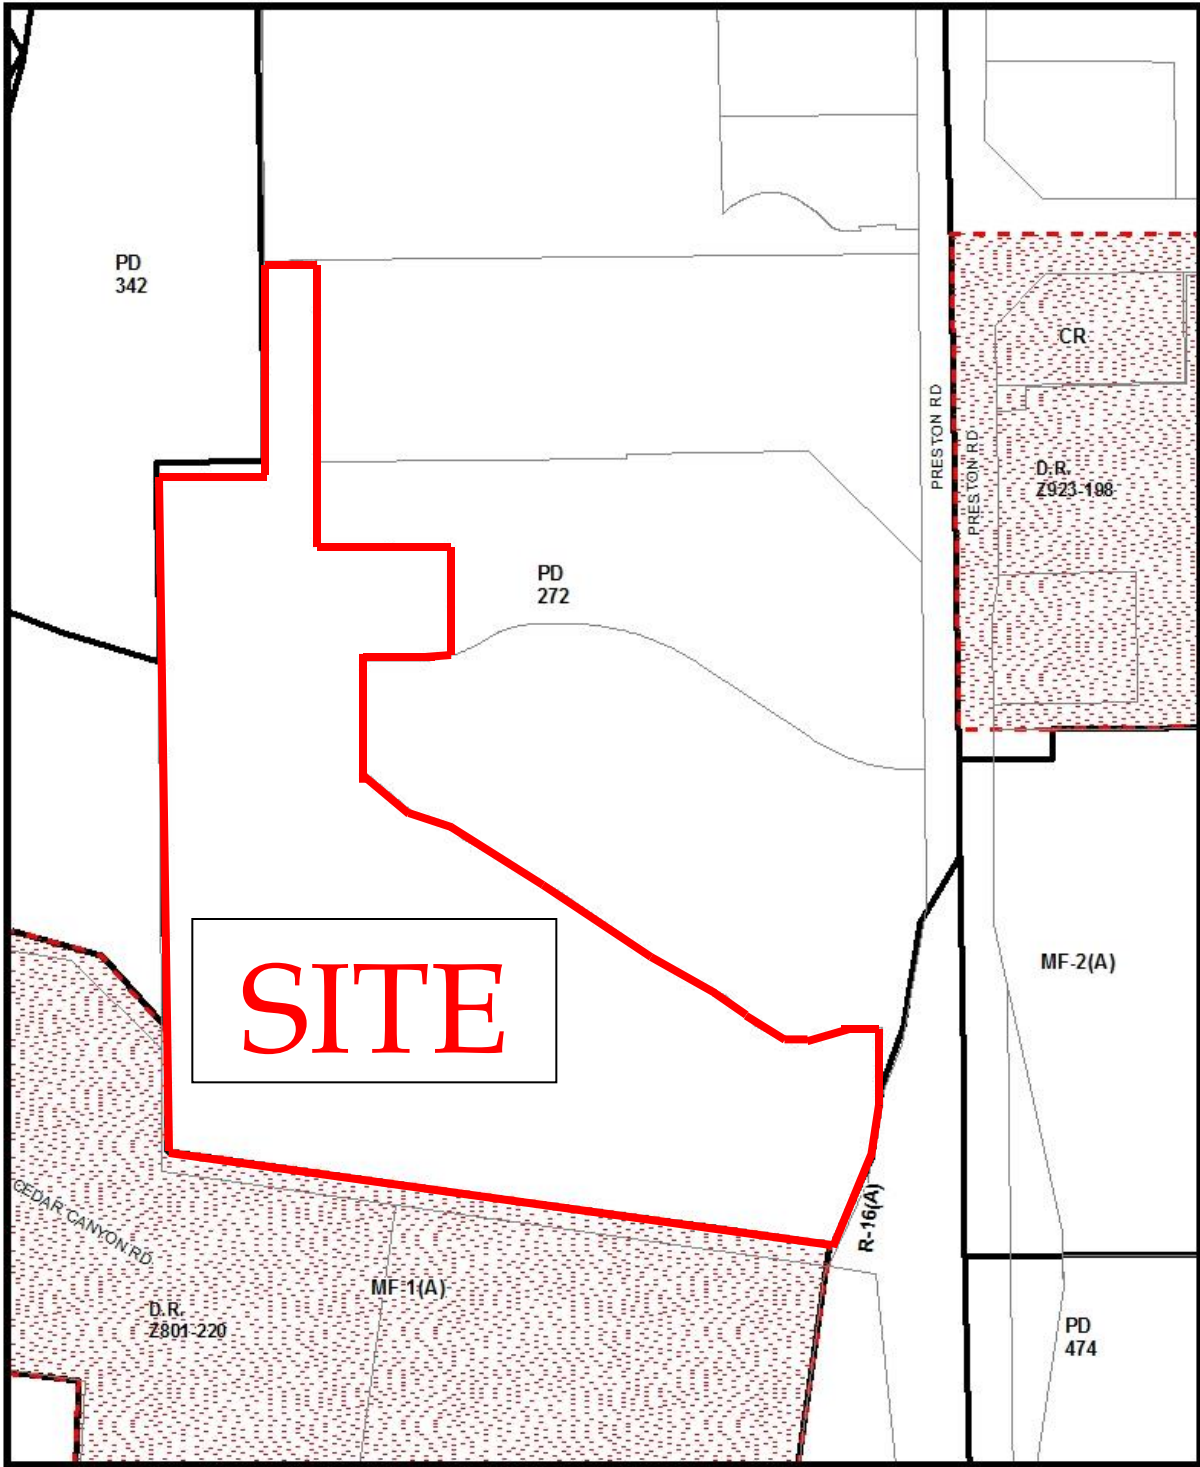 PD
342
CR
PRESTON RD
PRESTON RD
D.R.
Z923-198
PD
272
SITE
MF-2(A)
R-16(A)
CEDAR CANYON RD
MF-1(A)
D.R.
Z801-220
PD
474